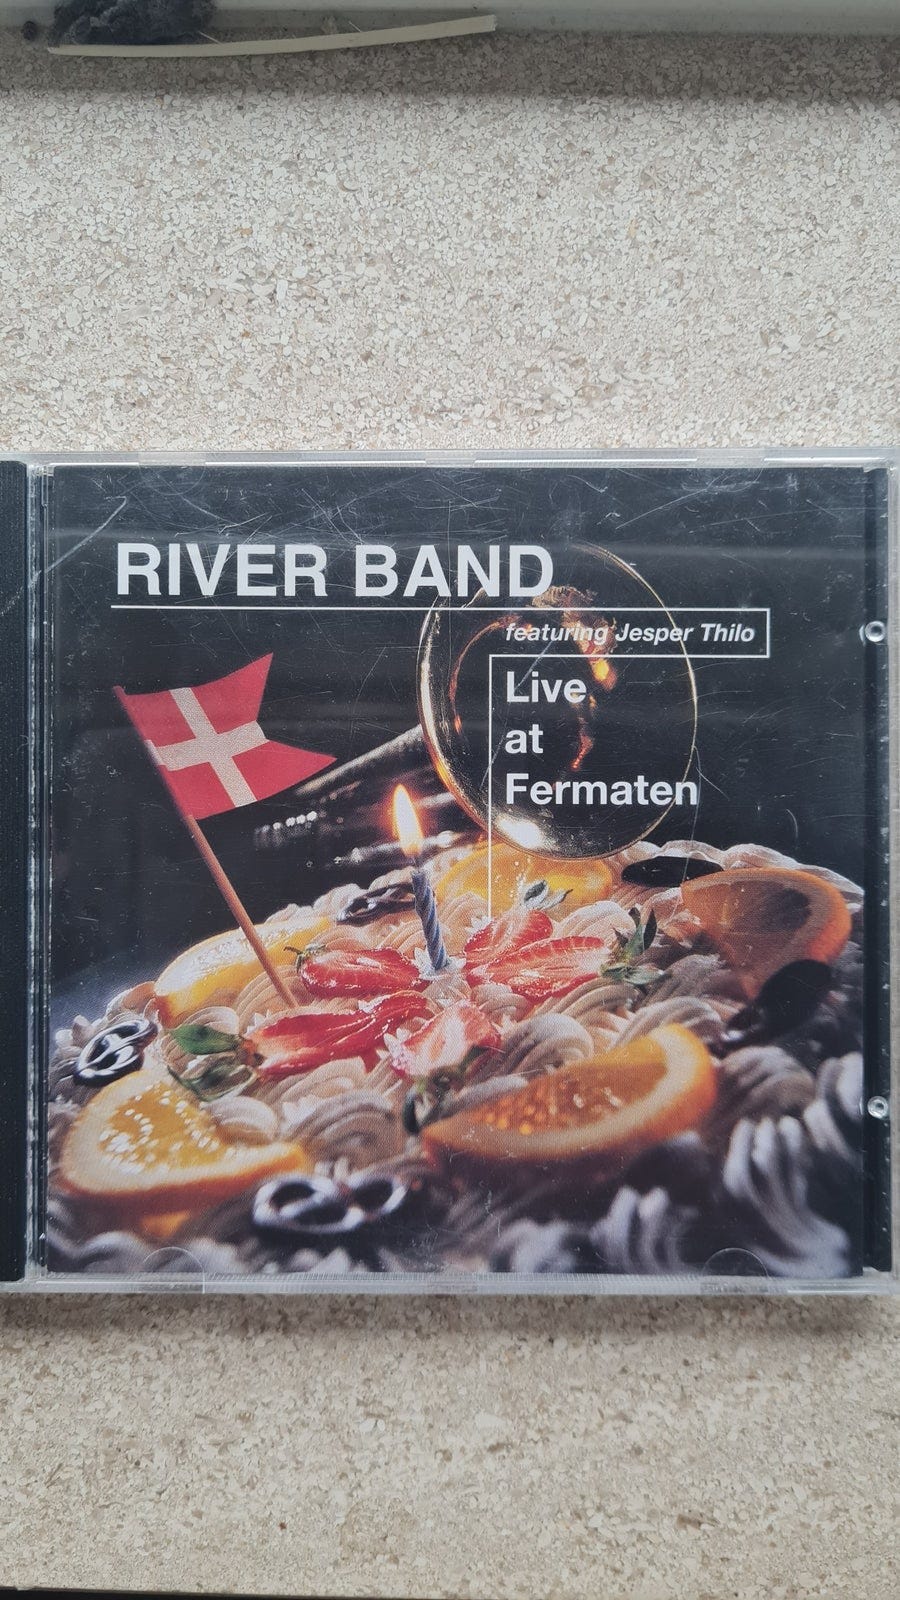 RIVER BAND
featuring Jesper Thilo
Live
at
Fermaten